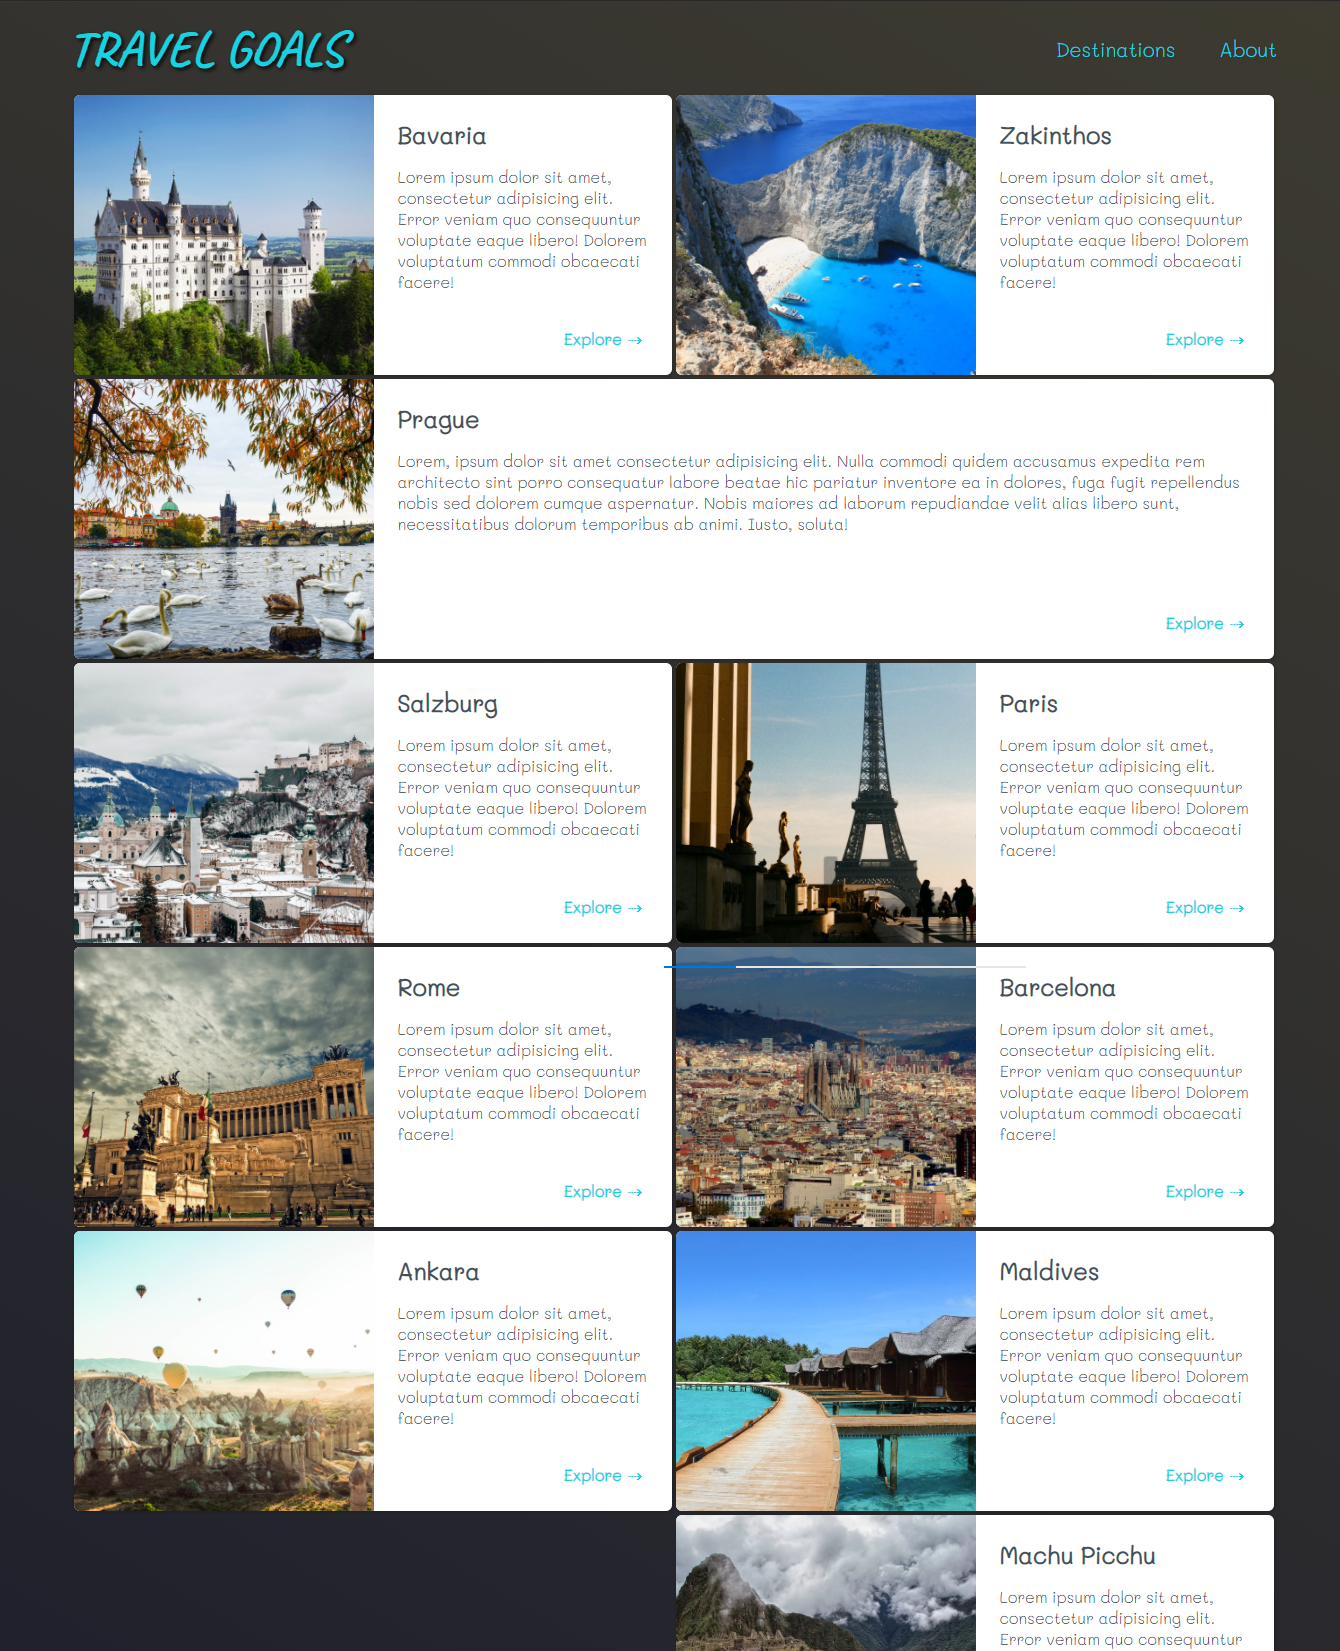 TRAVEL GOALS
Destinations
About
Bavaria
Lorem ipsum dolor sit amet,
consectetur adipisicing elit.
Error veniam quo consequuntur
voluptate eaque libero! Dolorem
voluptatum commodi obcaecati
facere!
Explore →
Zakinthos
Lorem ipsum dolor sit amet,
consectetur adipisicing elit.
Error veniam quo consequuntur
voluptate eaque libero! Dolorem
voluptatum commodi obcaecati
facere!
Explore →
Prague
Lorem, ipsum dolor sit amet consectetur adipisicing elit. Nulla commodi quidem accusamus expedita rem
architecto sint porro consequatur labore beatae hic pariatur inventore ea in dolores, fuga fugit repellendus
nobis sed dolorem cumque aspernatur. Nobis maiores ad laborum repudiandae velit alias libero sunt,
necessitatibus dolorum temporibus ab animi. Iusto, soluta!
Explore →
Salzburg
Lorem ipsum dolor sit amet,
consectetur adipisicing elit.
Error veniam quo consequuntur
voluptate eaque libero! Dolorem
voluptatum commodi obcaecati
facere!
Explore →
Paris
Lorem ipsum dolor sit amet,
consectetur adipisicing elit.
Error veniam quo consequuntur
voluptate eaque libero! Dolorem
voluptatum commodi obcaecati
facere!
Explore →
Rome
Lorem ipsum dolor sit amet,
consectetur adipisicing elit.
Error veniam quo consequuntur
voluptate eaque libero! Dolorem
voluptatum commodi obcaecati
facere!
Explore →
Barcelona
Lorem ipsum dolor sit amet,
consectetur adipisicing elit.
Error veniam quo consequuntur
voluptate eaque libero! Dolorem
voluptatum commodi obcaecati
facere!
Explore →
Ankara
Lorem ipsum dolor sit amet,
consectetur adipisicing elit.
Error veniam quo consequuntur
voluptate eaque libero! Dolorem
voluptatum commodi obcaecati
facere!
Explore →
Maldives
Lorem ipsum dolor sit amet,
consectetur adipisicing elit.
Error veniam quo consequuntur
voluptate eaque libero! Dolorem
voluptatum commodi obcaecati
facere!
Explore →
Machu Picchu
Lorem ipsum dolor sit amet,
consectetur adipisicing elit.
Error veniam quo consequuntur